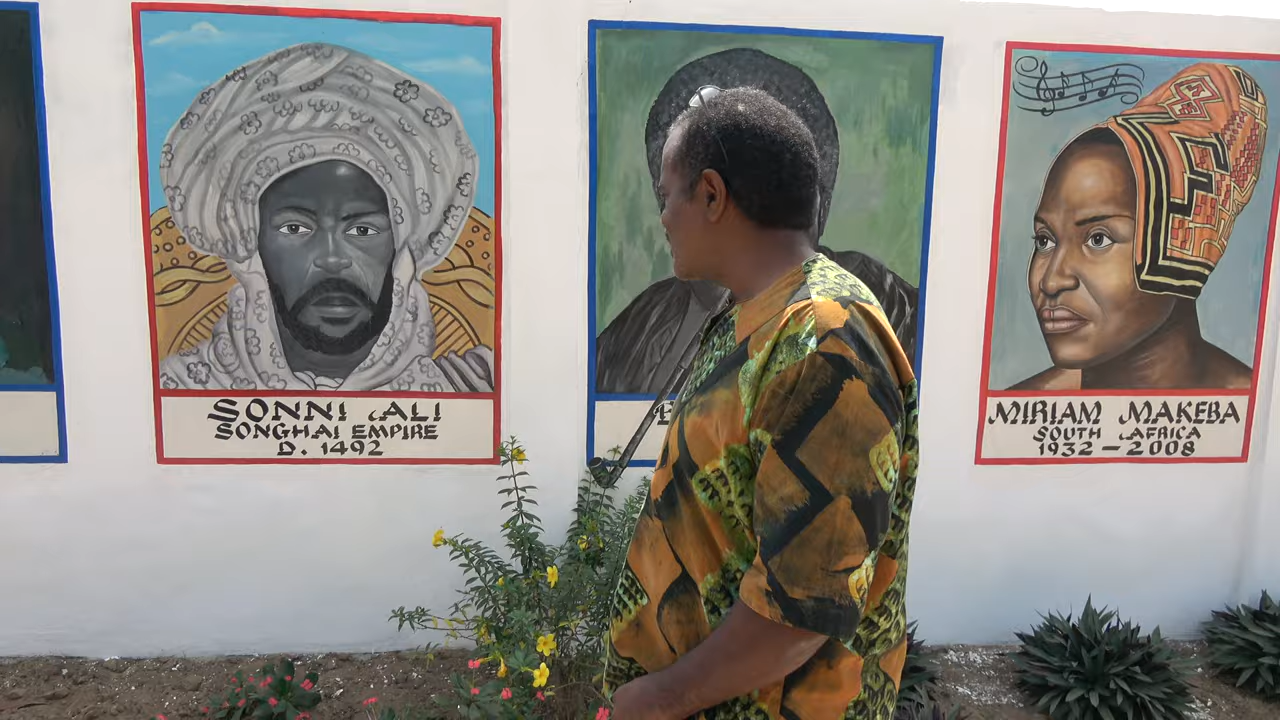 SONNI ALI
SONGHAI EMPIRE
D. 1492
MIRIAM MAKEBA
SOUTH AFRICA
1932 – 2008